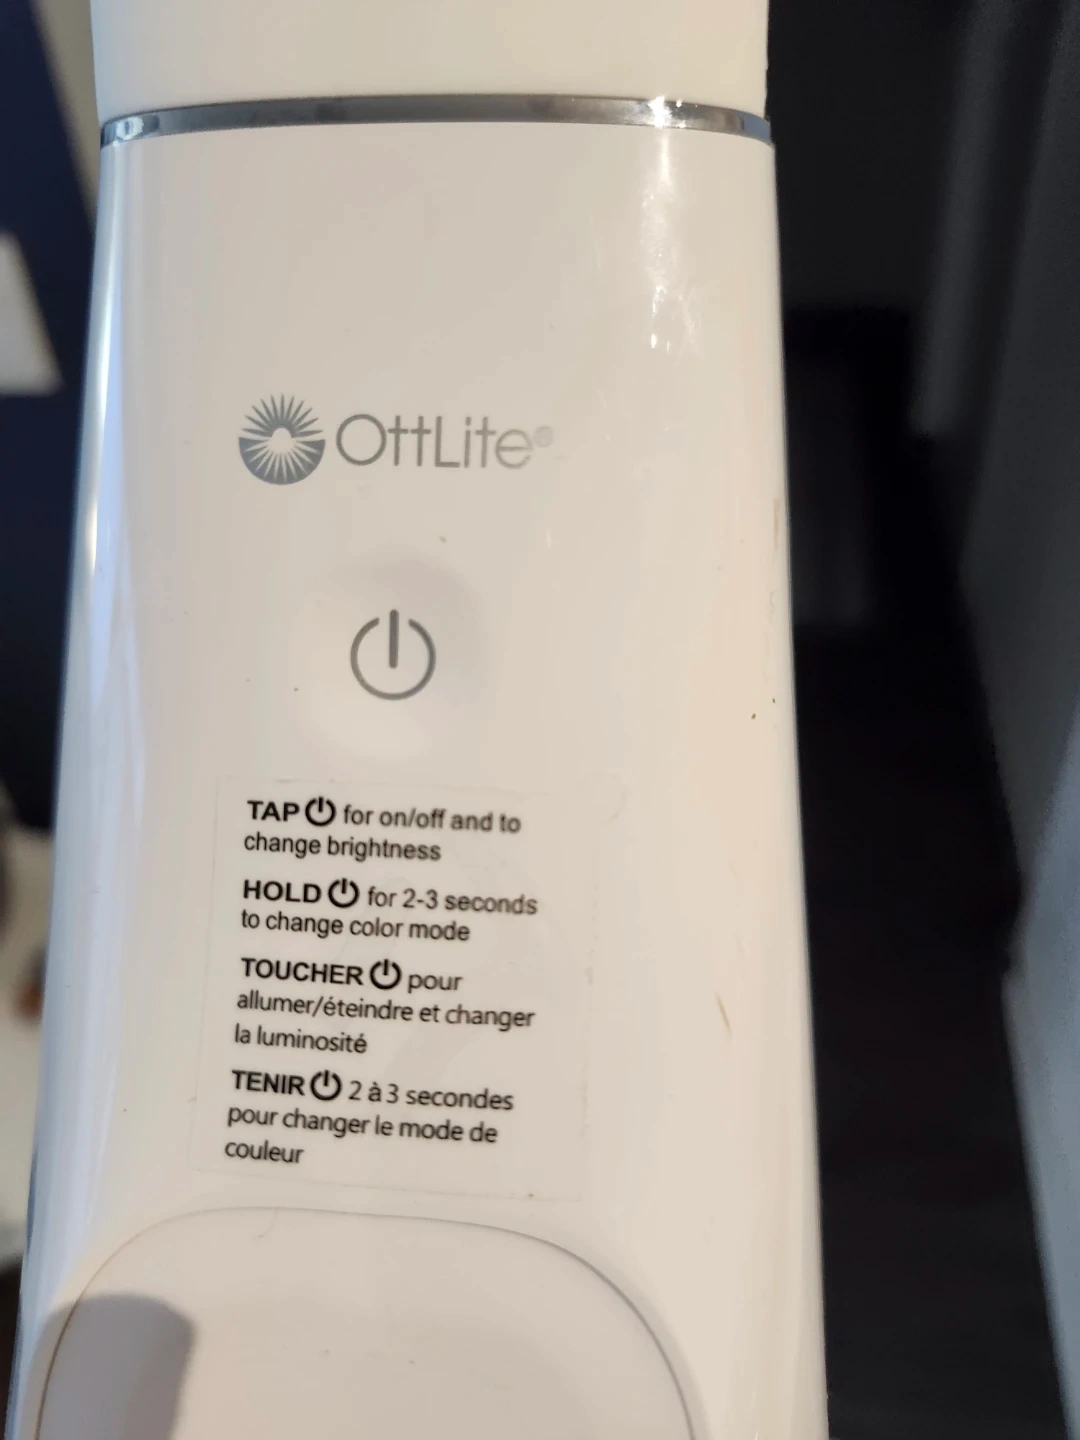 OttLite®
TAP for on/off and to
change brightness
HOLD for 2-3 seconds
to change color mode
TOUCHER pour
allumer/éteindre et changer
la luminosité
TENIR 2 à 3 secondes
pour changer le mode de
couleur